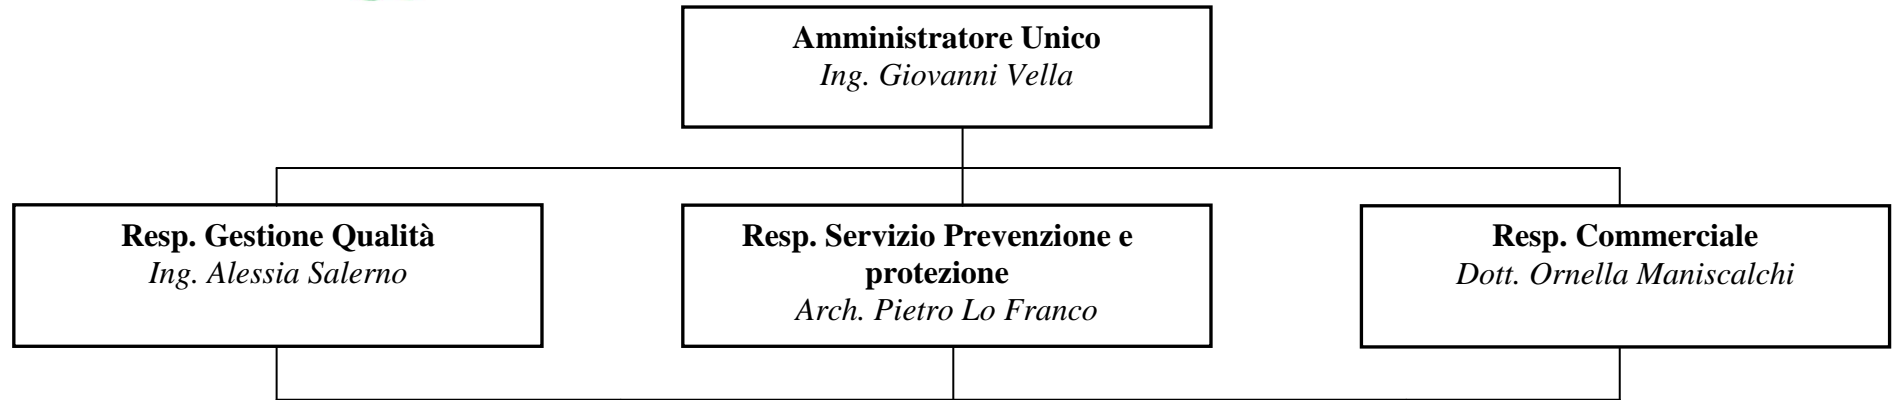 Amministratore Unico
Ing. Giovanni Vella
Resp. Gestione Qualità
Ing. Alessia Salerno
Resp. Servizio Prevenzione e
protezione
Arch. Pietro Lo Franco
Resp. Commerciale
Dott. Ornella Maniscalchi